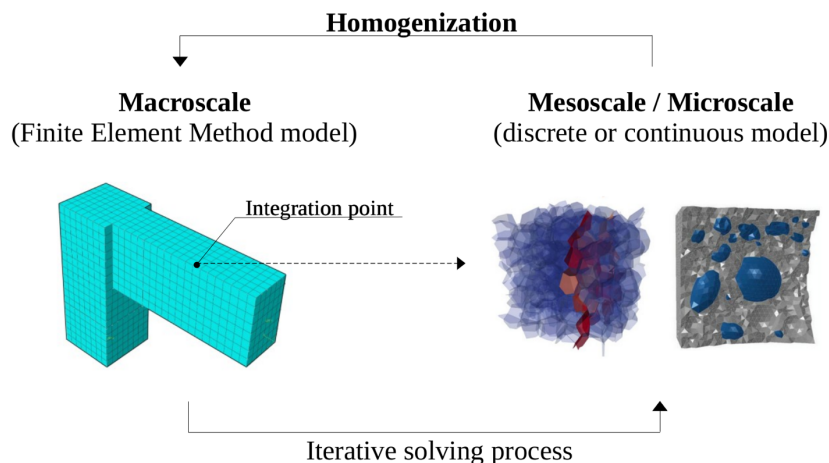 Homogenization
Macroscale
(Finite Element Method model)
Mesoscale / Microscale
(discrete or continuous model)
Integration point
Iterative solving process